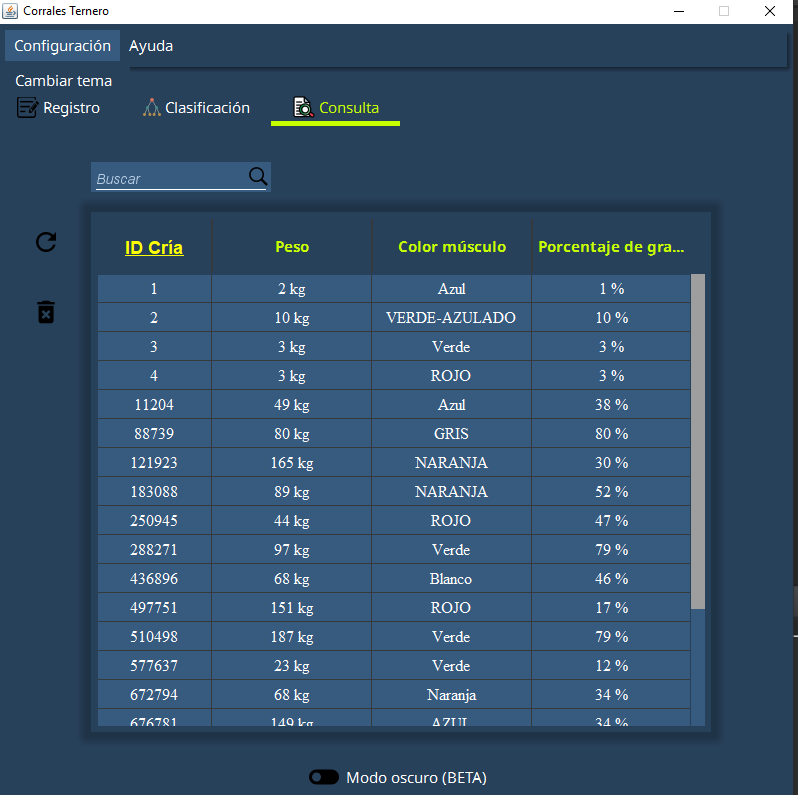 Corrales Ternero
Configuración Ayuda
Cambiar tema
Registro Clasificación Consulta
Buscar
ID Cría Peso Color músculo Porcentaje de gra...
1 2 kg Azul 1 %
2 10 kg VERDE-AZULADO 10 %
3 3 kg Verde 3 %
4 3 kg ROJO 3 %
11204 49 kg Azul 38 %
88739 80 kg GRIS 80 %
121923 165 kg NARANJA 30 %
183088 89 kg NARANJA 52 %
250945 44 kg ROJO 47 %
288271 97 kg Verde 79 %
436896 68 kg Blanco 46 %
497751 151 kg ROJO 17 %
510498 187 kg Verde 79 %
577637 23 kg Verde 12 %
672794 68 kg Naranja 34 %
676781 149 kg AZUL 34 %
Modo oscuro (BETA)